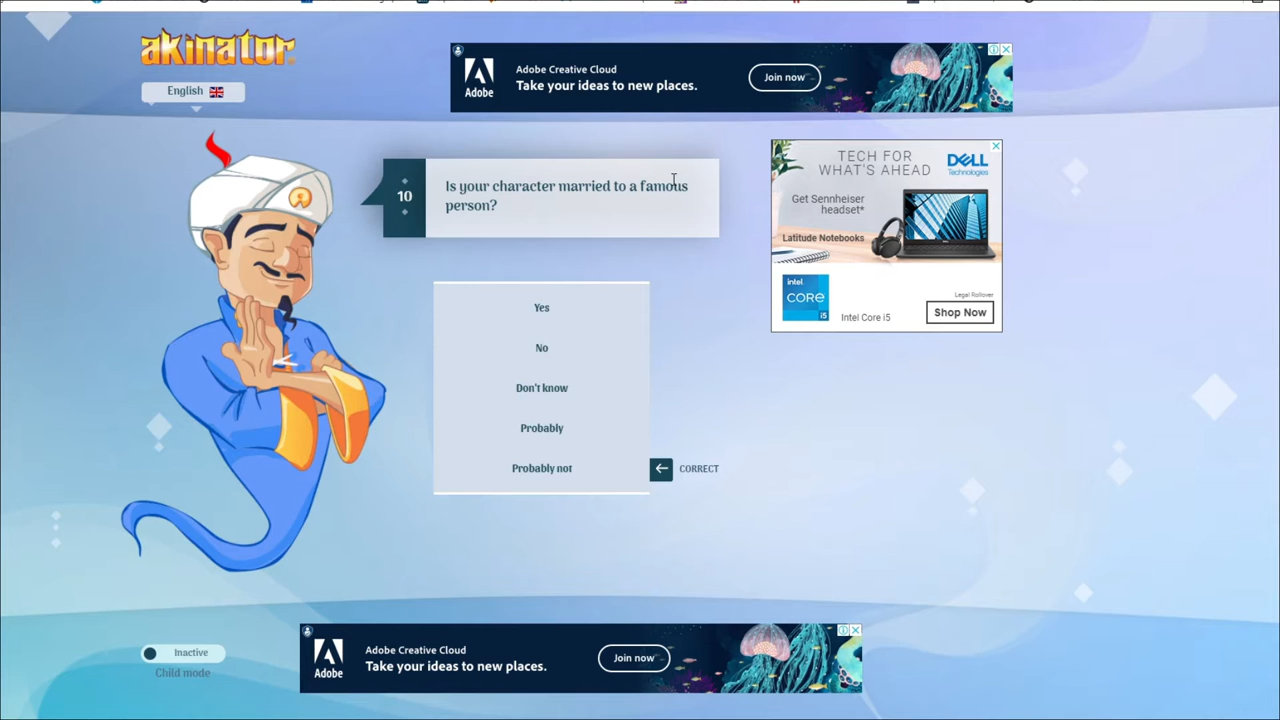 akinator
English
Adobe
Adobe Creative Cloud
Take your ideas to new places.
Join now
10
Is your character married to a famous
person?
Yes
No
Don't know
Probably
Probably not
CORRECT
TECH FOR
WHAT'S AHEAD
DELL
Technologies
Get Sennheiser
headset*
Latitude Notebooks
intel
CORE
i5
Intel Core i5
Legal Rollover
Shop Now
Inactive
Child mode
Adobe
Adobe Creative Cloud
Take your ideas to new places.
Join now